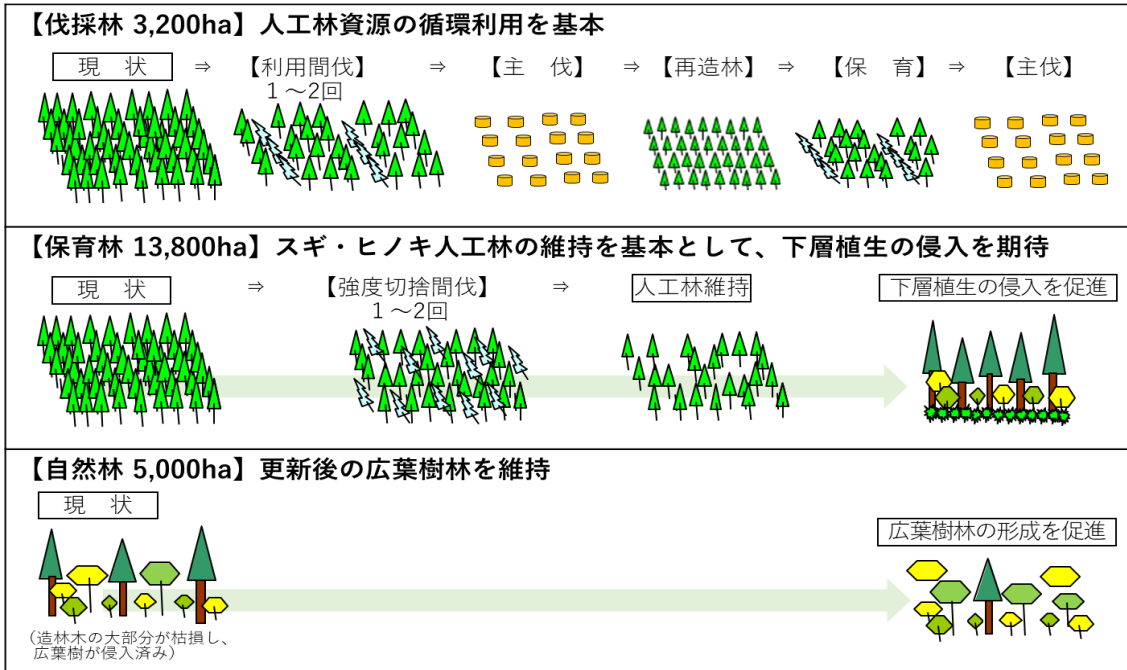 【伐採林 3,200ha】人工林資源の循環利用を基本
現 状 ⇒ 【利用間伐】 ⇒ 【主 伐】 ⇒ 【再造林】 ⇒ 【保 育】 ⇒ 【主伐】
1～2回
【保育林 13,800ha】スギ・ヒノキ人工林の維持を基本として、下層植生の侵入を期待
現 状 ⇒ 【強度切捨間伐】 ⇒ 人工林維持 下層植生の侵入を促進
1～2回
【自然林 5,000ha】更新後の広葉樹林を維持
現 状
広葉樹林の形成を促進
（造林木の大部分が枯損し、
広葉樹が侵入済み）